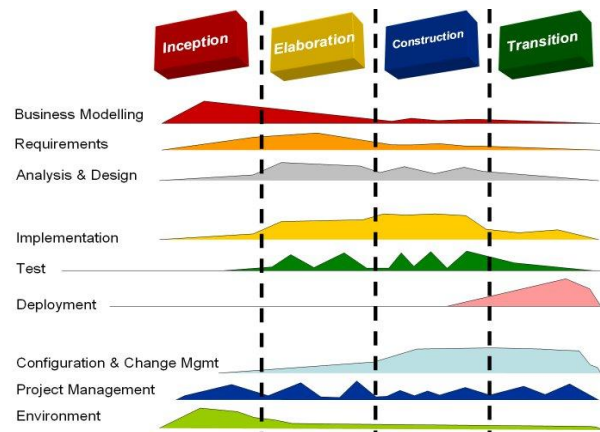 Inception
Elaboration
Construction
Transition
Business Modelling
Requirements
Analysis & Design
Implementation
Test
Deployment
Configuration & Change Mgmt
Project Management
Environment